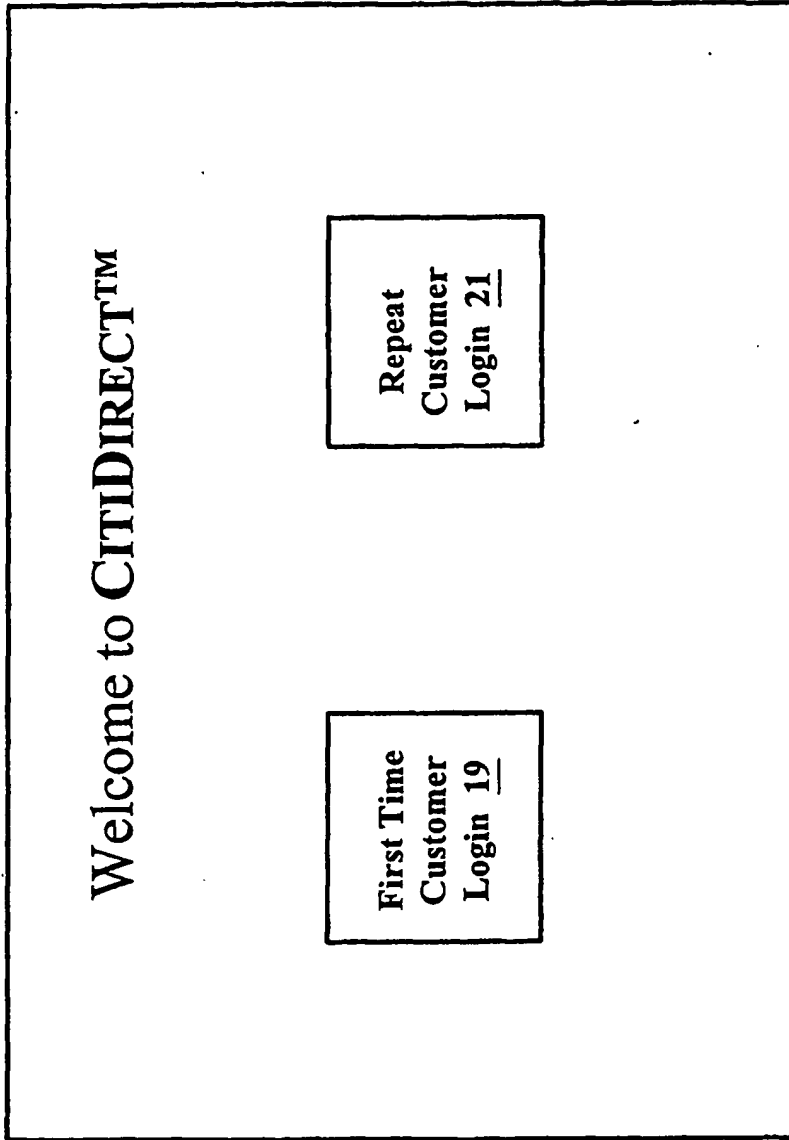 Welcome to CITIDIRECT™
First Time
Customer
Login 19
Repeat
Customer
Login 21